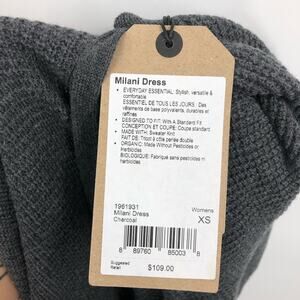 Milani Dress
• EVERYDAY ESSENTIAL: Stylish, versatile &
comfortable
ESSENTIEL DE TOUS LES JOURS : Des
vêtements de base polyvalents, durables et
raffinés
• DESIGNED TO FIT: With A Standard Fit
CONCEPTION ET COUPE: Coupe standard
• MADE WITH: Sweater Knit
FAIT DE: Tricot à côte perlée double
• ORGANIC: Made Without Pesticides or
Herbicides
BIOLOGIQUE: Fabriqué sans pesticides ni
herbicides
1961931
Milani Dress
Charcoal
Womens
XS
8 89760 85003 8
Suggested
Retail
$109.00